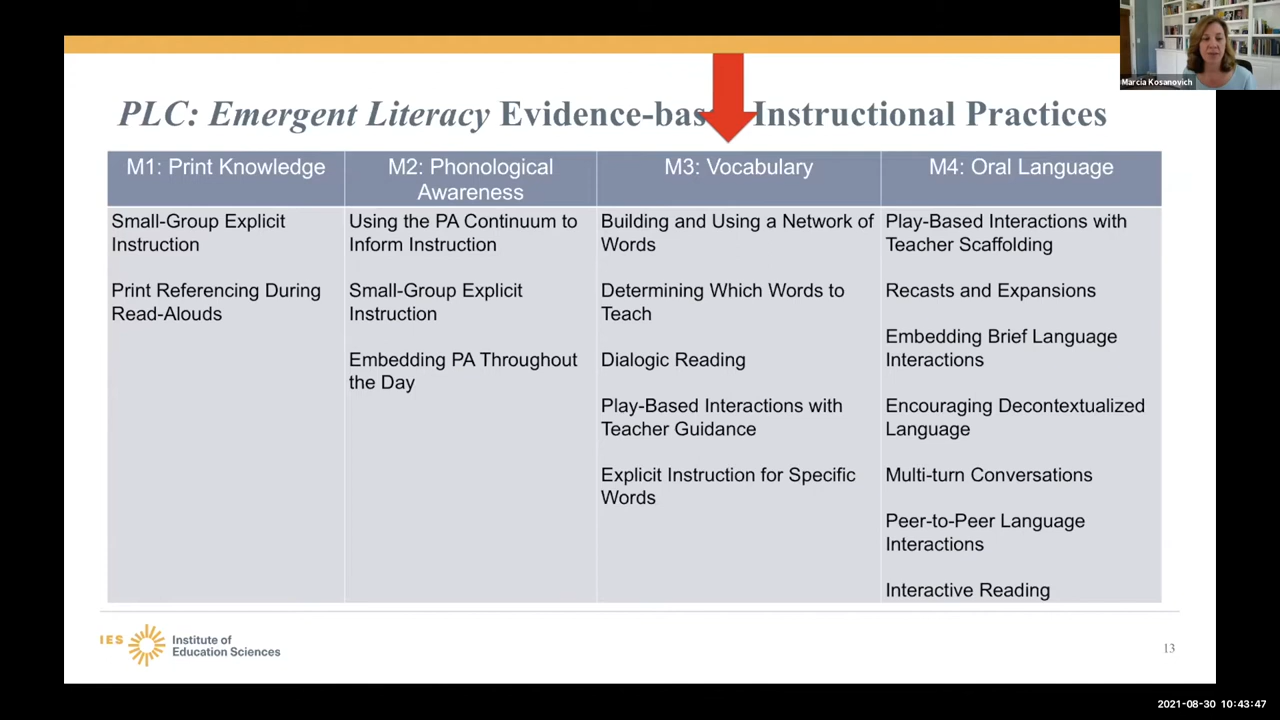 Marcia Kosanovich
PLC: Emergent Literacy Evidence-bas Instructional Practices
M1: Print Knowledge
M2: Phonological
Awareness
M3: Vocabulary
M4: Oral Language
Small-Group Explicit
Instruction
Print Referencing During
Read-Alouds
Using the PA Continuum to
Inform Instruction
Small-Group Explicit
Instruction
Embedding PA Throughout
the Day
Building and Using a Network of
Words
Determining Which Words to
Teach
Dialogic Reading
Play-Based Interactions with
Teacher Guidance
Explicit Instruction for Specific
Words
Play-Based Interactions with
Teacher Scaffolding
Recasts and Expansions
Embedding Brief Language
Interactions
Encouraging Decontextualized
Language
Multi-turn Conversations
Peer-to-Peer Language
Interactions
Interactive Reading
IES
Institute of
Education Sciences
13
2021-08-30 10:43:47